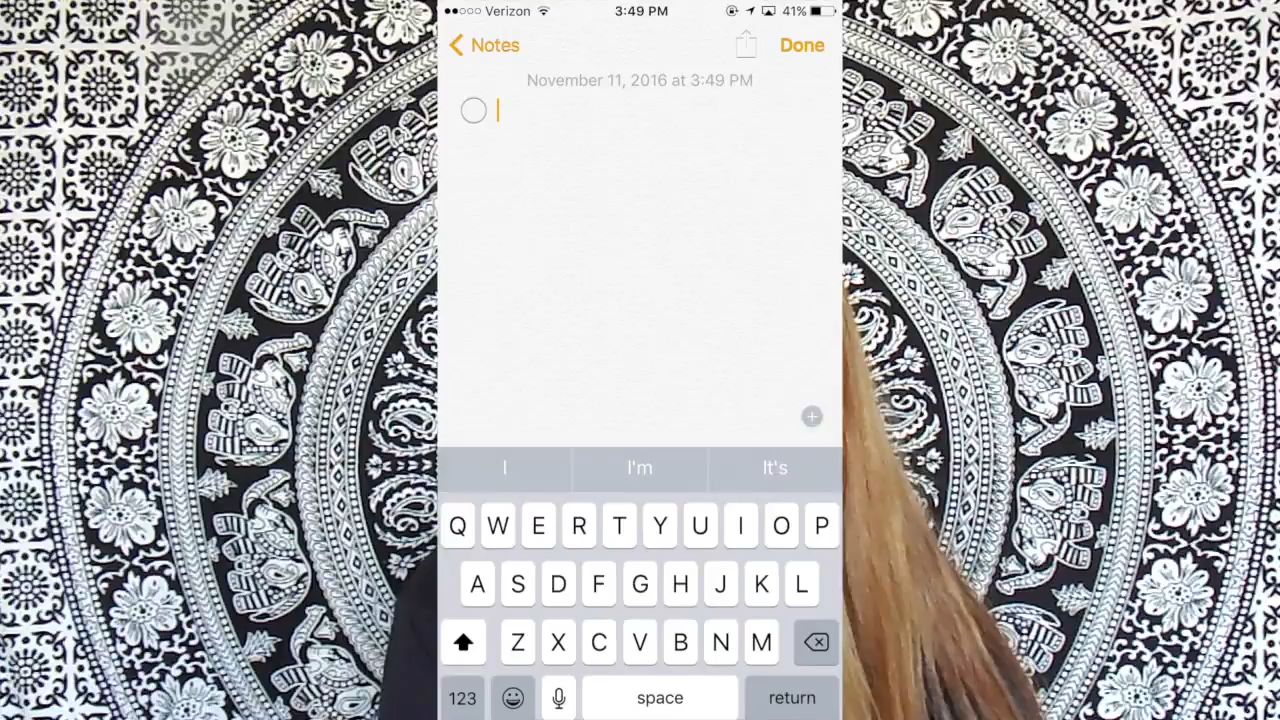 Verizon 3:49 PM 41%
Notes Done
November 11, 2016 at 3:49 PM
I I'm It's
Q W E R T Y U I O P
A S D F G H J K L
Z X C V B N M
123 space return